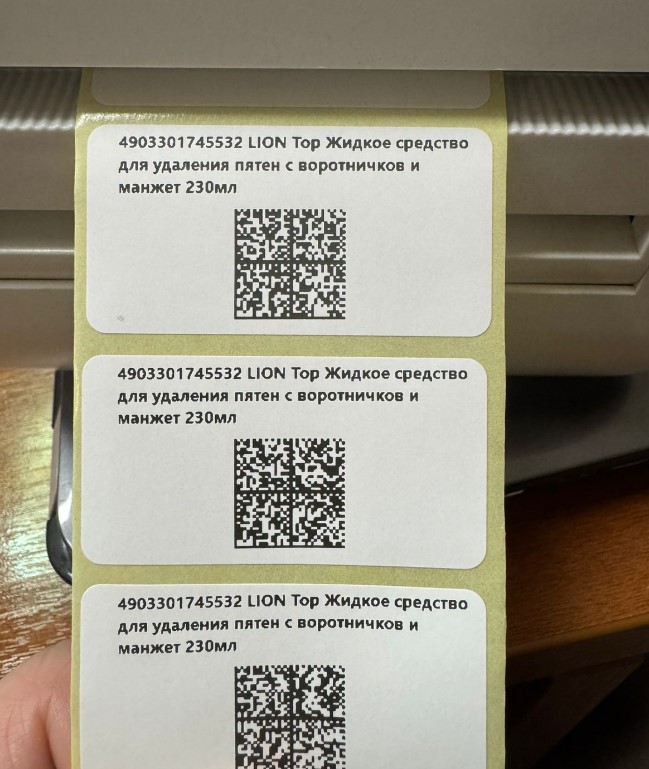 4903301745532 LION Top Жидкое средство
для удаления пятен с воротничков и
манжет 230мл
4903301745532 LION Top Жидкое средство
для удаления пятен с воротничков и
манжет 230мл
4903301745532 LION Top Жидкое средство
для удаления пятен с воротничков и
манжет 230мл